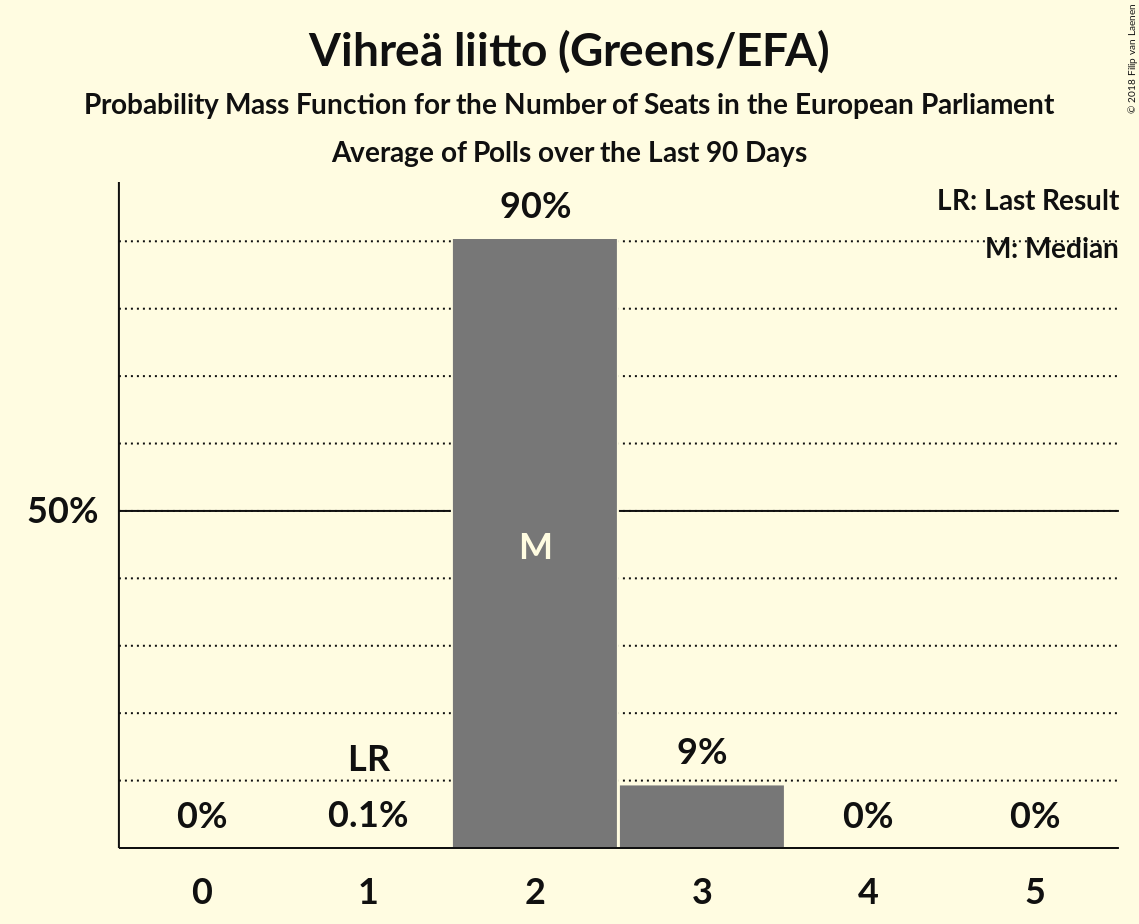 Vihreä liitto (Greens/EFA)
Probability Mass Function for the Number of Seats in the European Parliament
Average of Polls over the Last 90 Days
© 2018 Filip van Laenen
LR: Last Result
M: Median
90%
50%
M
LR
9%
0%
0.1%
0%
0%
0
1
2
3
4
5